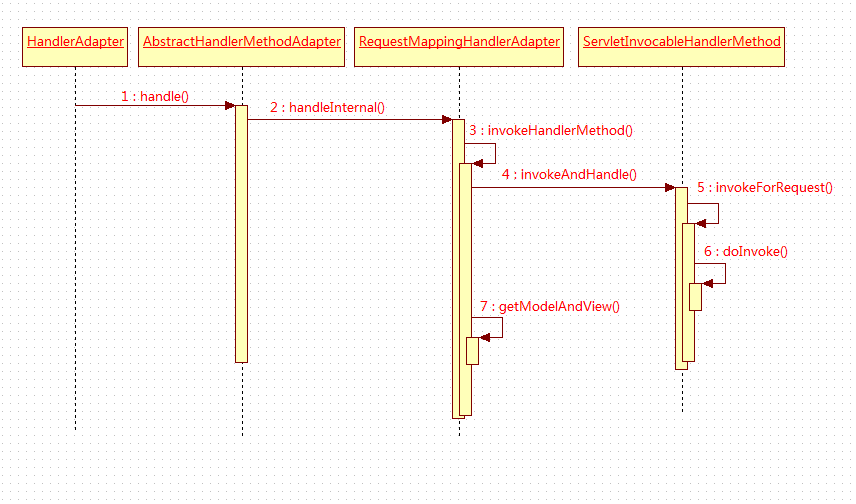 HandlerAdapter
AbstractHandlerMethodAdapter
RequestMappingHandlerAdapter
ServletInvocableHandlerMethod
1 : handle()
2 : handleInternal()
3 : invokeHandlerMethod()
4 : invokeAndHandle()
5 : invokeForRequest()
6 : doInvoke()
7 : getModelAndView()